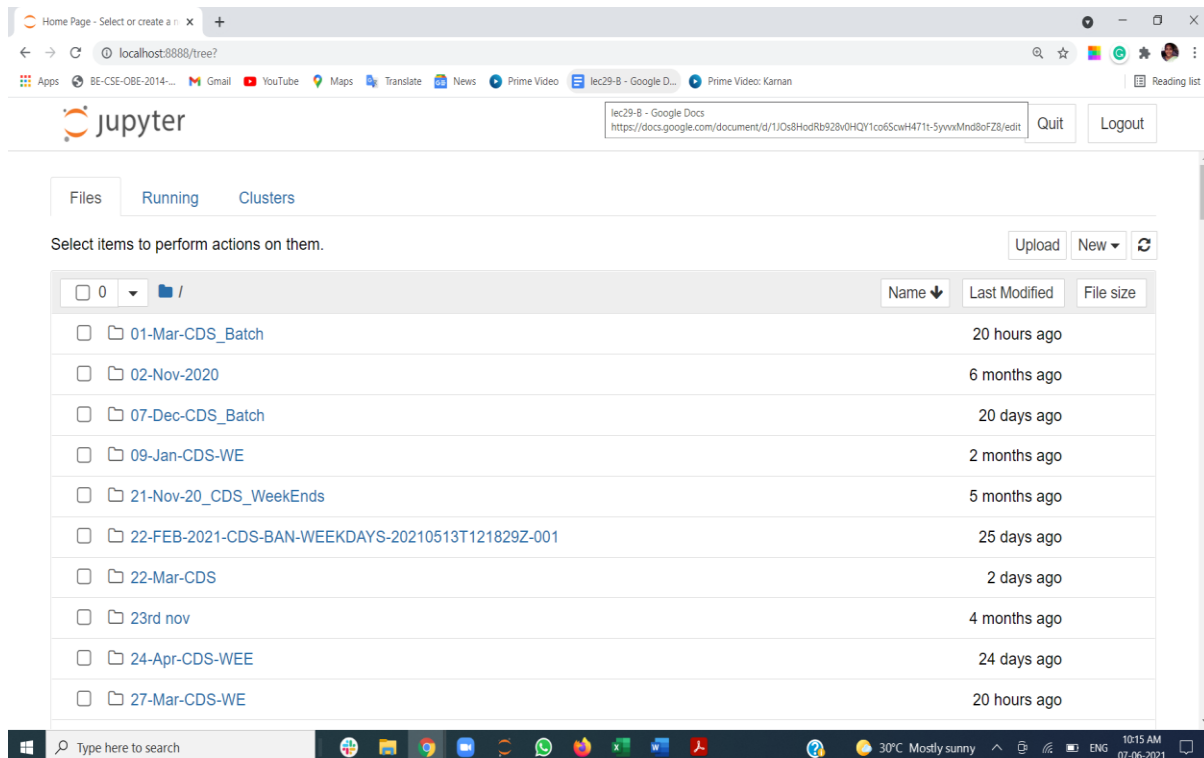 Home Page - Select or create a n
localhost:8888/tree?
Apps BE-CSE-OBE-2014-... Gmail YouTube Maps Translate News Prime Video lec29-B - Google D... Prime Video: Karnan Reading list
jupyter
lec29-B - Google Docs
https://docs.google.com/document/d/1JOs8HodRb928v0HQY1co6ScwH471t-5yvvxMnd8oFZ8/edit
Quit Logout
Files Running Clusters
Select items to perform actions on them.
Upload New
0 / Name Last Modified File size
01-Mar-CDS_Batch 20 hours ago
02-Nov-2020 6 months ago
07-Dec-CDS_Batch 20 days ago
09-Jan-CDS-WE 2 months ago
21-Nov-20_CDS_WeekEnds 5 months ago
22-FEB-2021-CDS-BAN-WEEKDAYS-20210513T121829Z-001 25 days ago
22-Mar-CDS 2 days ago
23rd nov 4 months ago
24-Apr-CDS-WEE 24 days ago
27-Mar-CDS-WE 20 hours ago
Type here to search 30°C Mostly sunny ENG 10:15 AM
07-06-2021